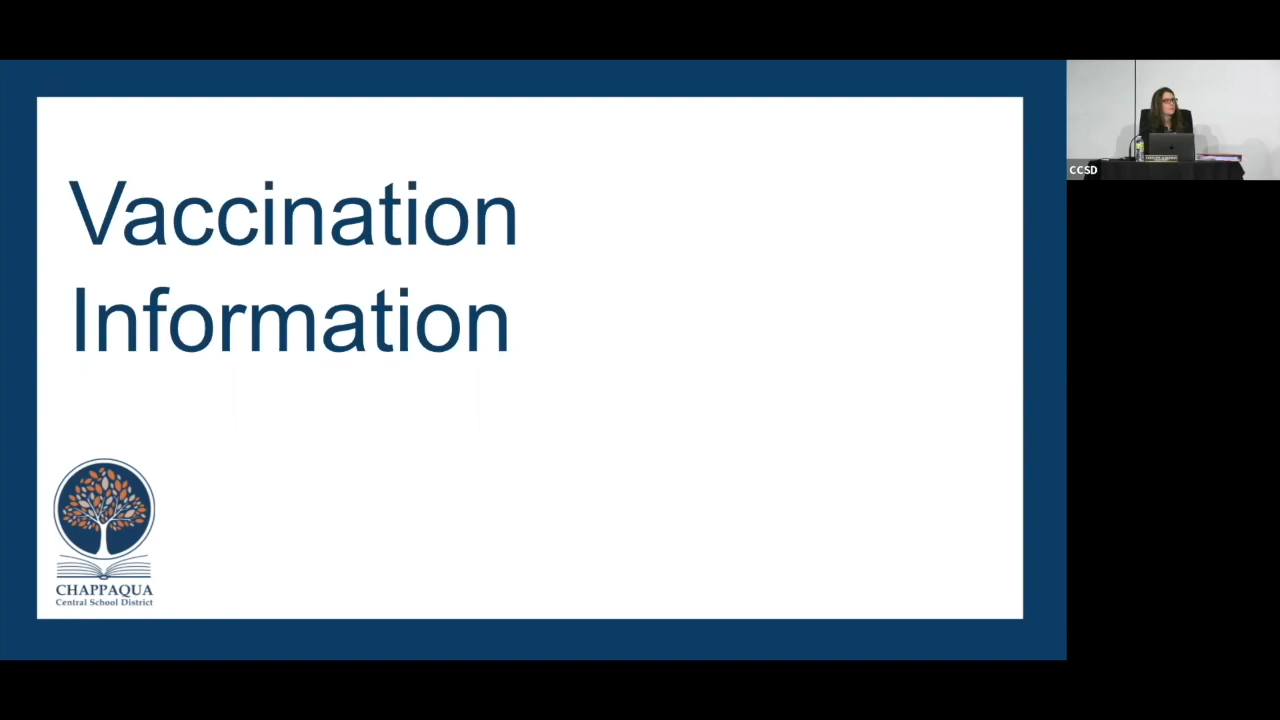 Vaccination
Information
CHAPPAQUA
Central School District
CCSD